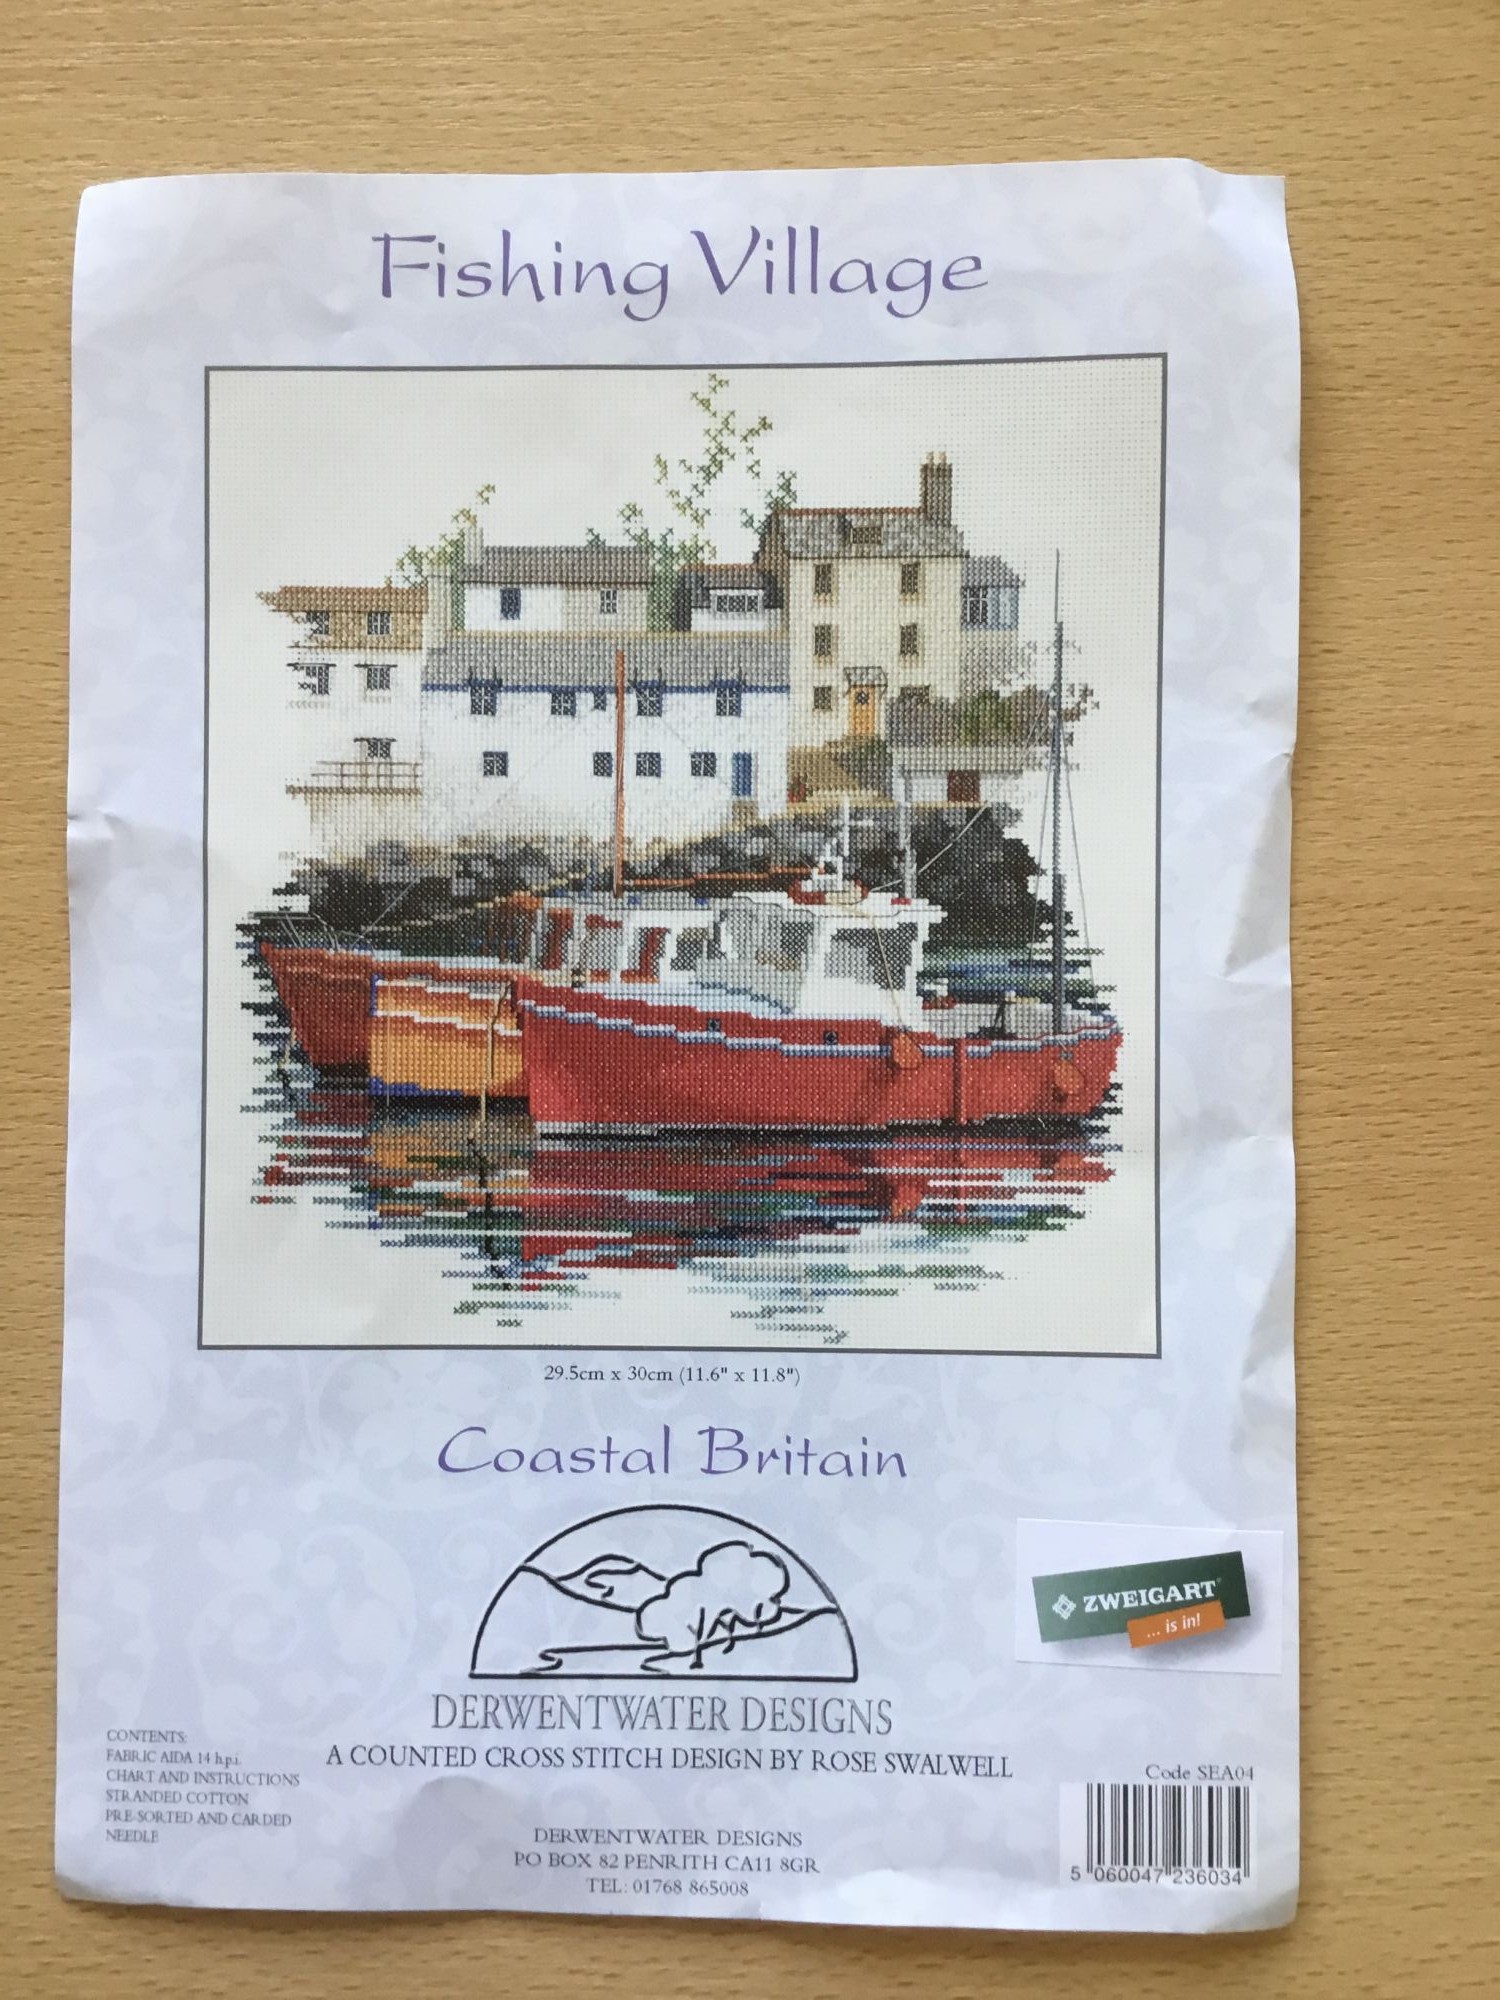 Fishing Village
29.5cm x 30cm (11.6" x 11.8")
Coastal Britain
ZWEIGART®
... is in!
DERWENTWATER DESIGNS
A COUNTED CROSS STITCH DESIGN BY ROSE SWALWELL
CONTENTS:
FABRIC AIDA 14 h.p.i.
CHART AND INSTRUCTIONS
STRANDED COTTON
PRE-SORTED AND CARDED
NEEDLE
DERWENTWATER DESIGNS
PO BOX 82 PENRITH CA11 8GR
TEL: 01768 865008
Code SEA04
5 060047 236034